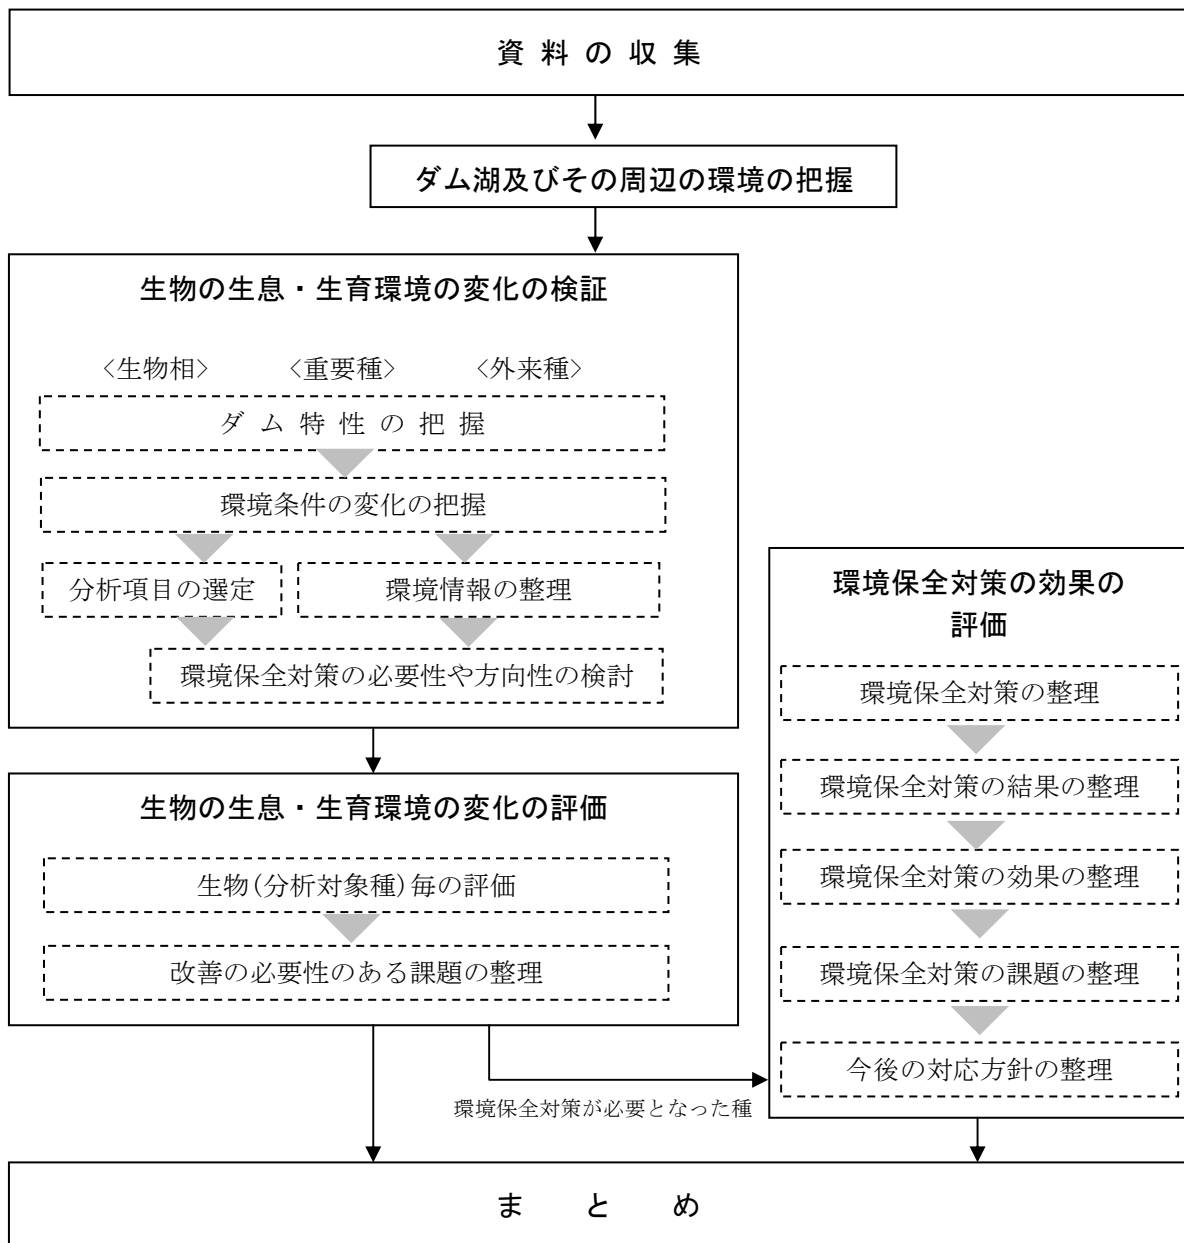 資料の収集
ダム湖及びその周辺の環境の把握
生物の生息・生育環境の変化の検証
<生物相> <重要種> <外来種>
ダム特性の把握
環境条件の変化の把握
分析項目の選定
環境情報の整理
環境保全対策の必要性や方向性の検討
生物の生息・生育環境の変化の評価
生物(分析対象種)毎の評価
改善の必要性のある課題の整理
環境保全対策が必要となった種
環境保全対策の効果の
評価
環境保全対策の整理
環境保全対策の結果の整理
環境保全対策の効果の整理
環境保全対策の課題の整理
今後の対応方針の整理
まとめ